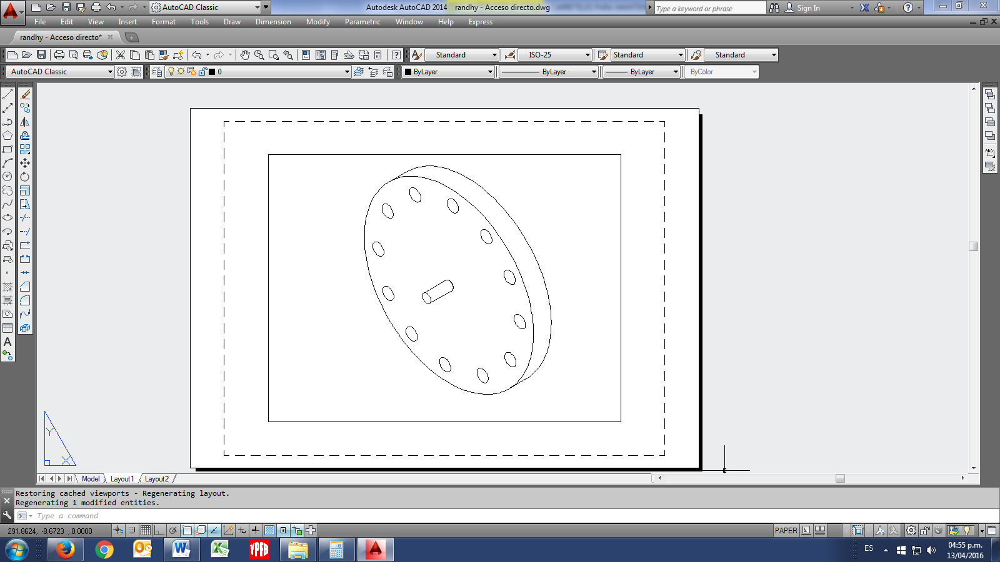 AutoCAD Classic
Autodesk AutoCAD 2014 randhy - Acceso directo.dwg
Type a keyword or phrase
Sign In
File Edit View Insert Format Tools Draw Dimension Modify Parametric Window Help Express
randhy - Acceso directo*
Standard ISO-25 Standard Standard
AutoCAD Classic 0 ByLayer ByLayer ByLayer ByColor
ABC
A
Y
X
Model Layout1 Layout2
Restoring cached viewports - Regenerating layout.
Regenerating 1 modified entities.
Type a command
291.8624, -8.6723 , 0.0000
PAPER
YPFB
ES
04:55 p.m.
13/04/2016